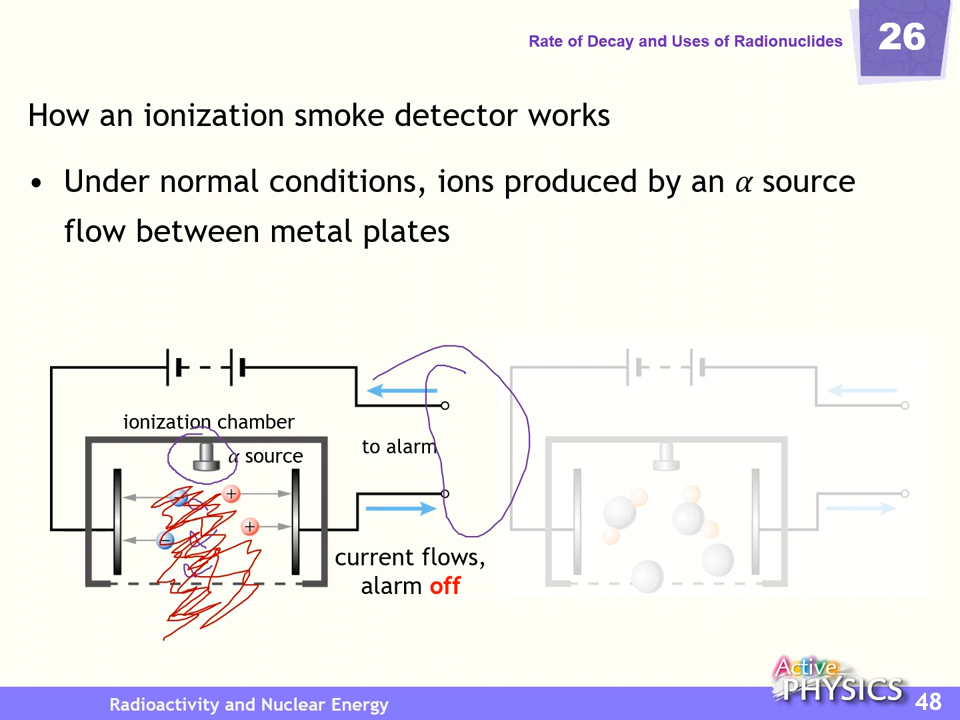 Rate of Decay and Uses of Radionuclides
26
How an ionization smoke detector works
• Under normal conditions, ions produced by an α source
flow between metal plates
ionization chamber
α source
to alarm
+
+
−
current flows,
alarm off
Active
PHYSICS
Radioactivity and Nuclear Energy
48